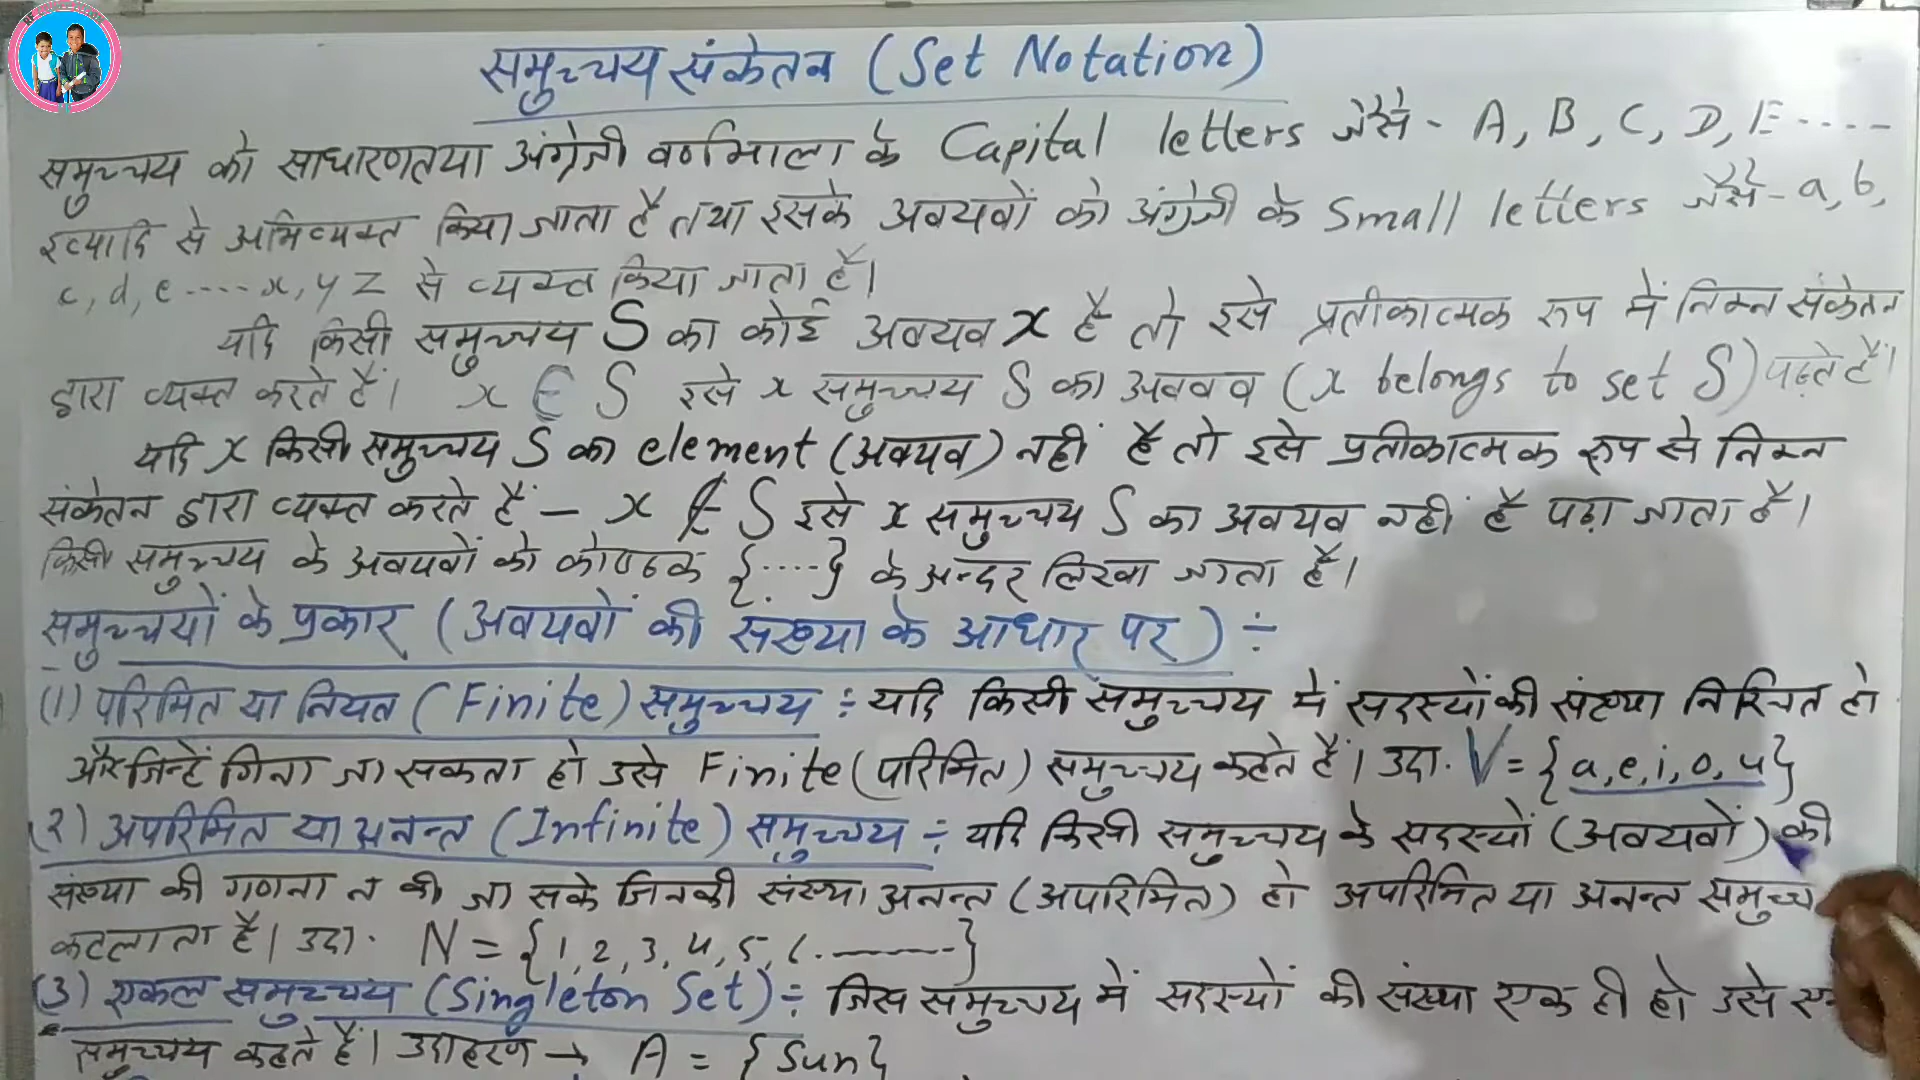 समुच्चय संकेतन (Set Notation)
समुच्चय को साधारणतया अंग्रेजी वर्णमाला के Capital letters जैसे - A, B, C, D, E ----
इत्यादि से अभिव्यक्त किया जाता है तथा इसके अवयवों को अंग्रेजी के Small letters जैसे - a, b,
c, d, e ---- x, y z से व्यक्त किया जाता है।
यदि किसी समुच्चय S का कोई अवयव x है तो इसे प्रतीकात्मक रूप में निम्न संकेतन
द्वारा व्यक्त करते हैं। x ∈ S इसे x समुच्चय S का अवयव (x belongs to set S) पढ़ते हैं।
यदि x किसी समुच्चय S का element (अवयव) नहीं है तो इसे प्रतीकात्मक रूप से निम्न
संकेतन द्वारा व्यक्त करते हैं – x ∉ S इसे x समुच्चय S का अवयव नहीं है पढ़ा जाता है।
किसी समुच्चय के अवयवों को कोष्ठक {.....} के अन्दर लिखा जाता है।
समुच्चयों के प्रकार (अवयवों की संख्या के आधार पर) ÷
(1) परिमित या नियत (Finite) समुच्चय ÷ यदि किसी समुच्चय में सदस्यों की संख्या निश्चित हो
और जिन्हें गिना जा सकता हो उसे Finite (परिमित) समुच्चय कहते हैं। उदा. V = {a, e, i, o, u}
(2) अपरिमित या अनन्त (Infinite) समुच्चय ÷ यदि किसी समुच्चय के सदस्यों (अवयवों) की
संख्या की गणना न की जा सके जिनकी संख्या अनन्त (अपरिमित) हो अपरिमित या अनन्त समुच्च
कहलाता है। उदा. N = {1, 2, 3, 4, 5, 6. ------}
(3) एकल समुच्चय (Singleton Set) ÷ जिस समुच्चय में सदस्यों की संख्या एक ही हो उसे
समुच्चय कहते हैं। उदाहरण → A = {Sun}